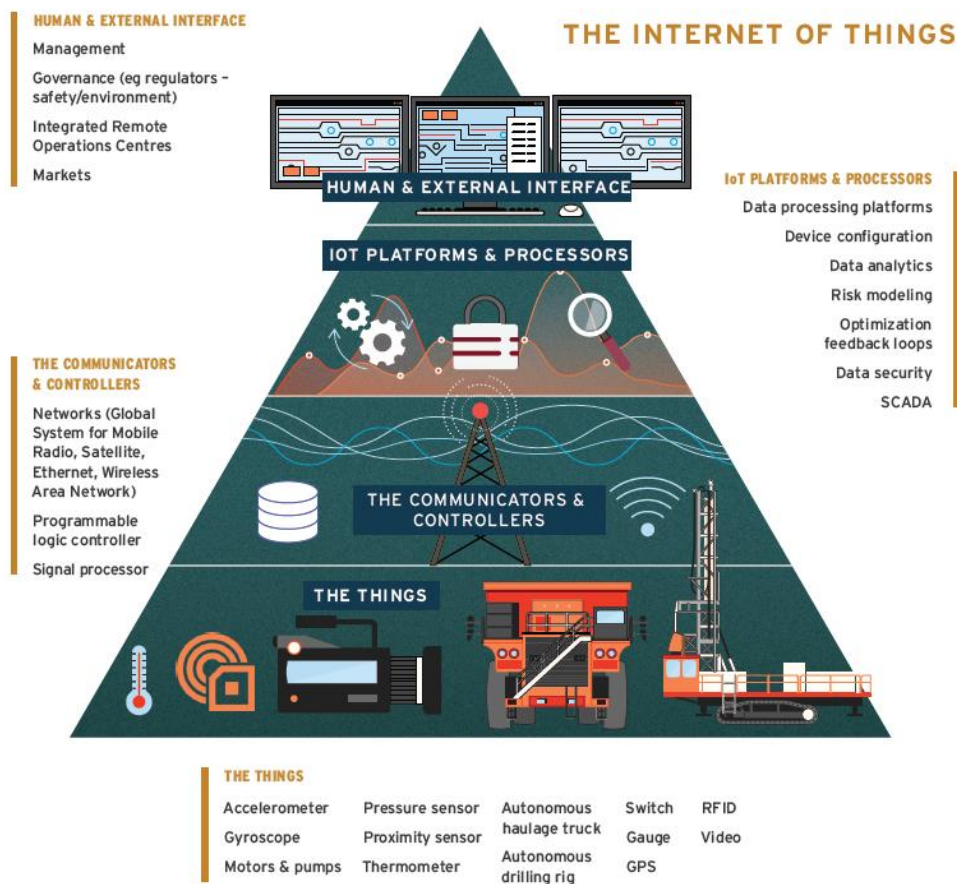 THE INTERNET OF THINGS
HUMAN & EXTERNAL INTERFACE
Management
Governance (eg regulators –
safety/environment)
Integrated Remote
Operations Centres
Markets
HUMAN & EXTERNAL INTERFACE
IoT PLATFORMS & PROCESSORS
Data processing platforms
Device configuration
Data analytics
Risk modeling
Optimization
feedback loops
Data security
SCADA
IOT PLATFORMS & PROCESSORS
THE COMMUNICATORS
& CONTROLLERS
Networks (Global
System for Mobile
Radio, Satellite,
Ethernet, Wireless
Area Network)
Programmable
logic controller
Signal processor
THE COMMUNICATORS &
CONTROLLERS
THE THINGS
THE THINGS
Accelerometer
Gyroscope
Motors & pumps
Pressure sensor
Proximity sensor
Thermometer
Autonomous
haulage truck
Autonomous
drilling rig
Switch
Gauge
GPS
RFID
Video